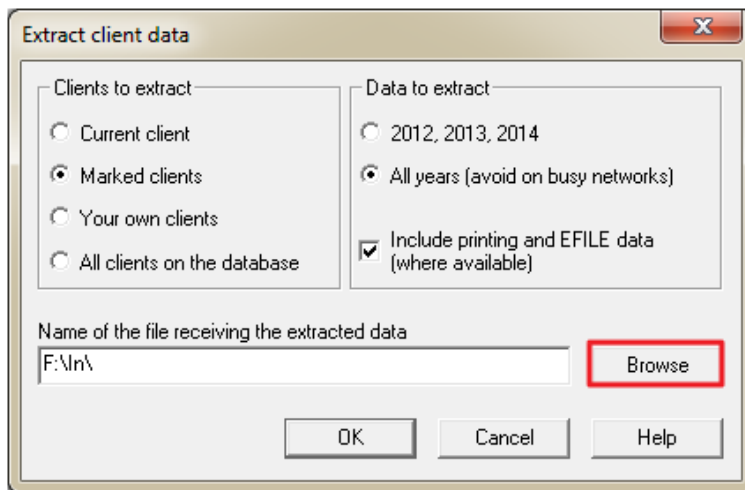 Extract client data
Clients to extract
Current client
Marked clients
Your own clients
All clients on the database
Data to extract
2012, 2013, 2014
All years (avoid on busy networks)
Include printing and EFILE data
(where available)
Name of the file receiving the extracted data
F:\In\
Browse
OK
Cancel
Help